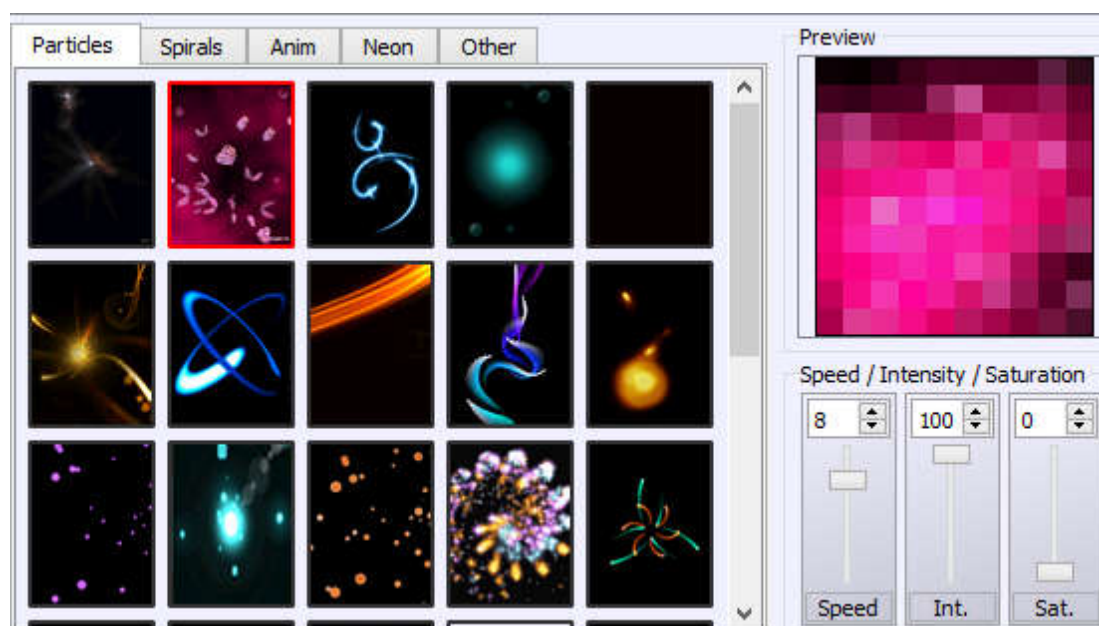 Particles Spirals Anim Neon Other
Preview
Speed / Intensity / Saturation
8 100 0
Speed Int. Sat.